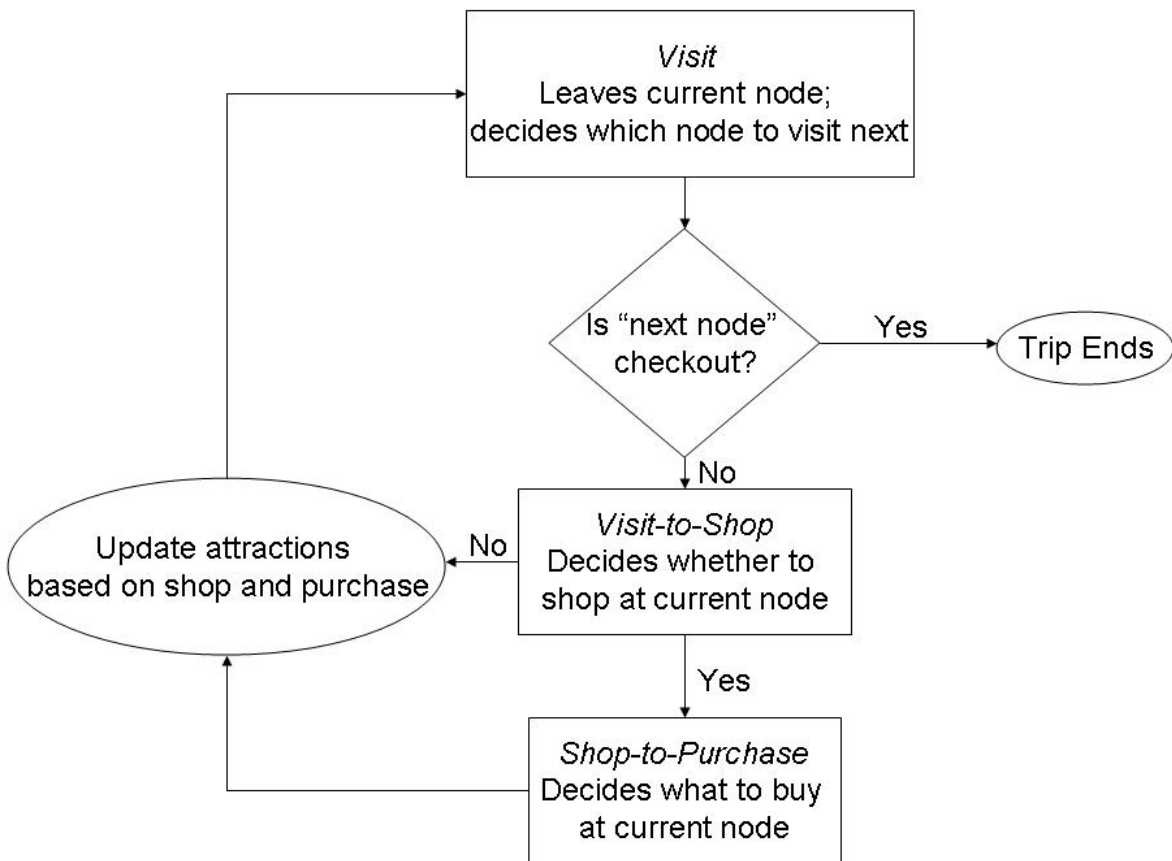 Visit
Leaves current node;
decides which node to visit next
Is “next node”
checkout?
Yes
Trip Ends
No
Visit-to-Shop
Decides whether to
shop at current node
No
Update attractions
based on shop and purchase
Yes
Shop-to-Purchase
Decides what to buy
at current node